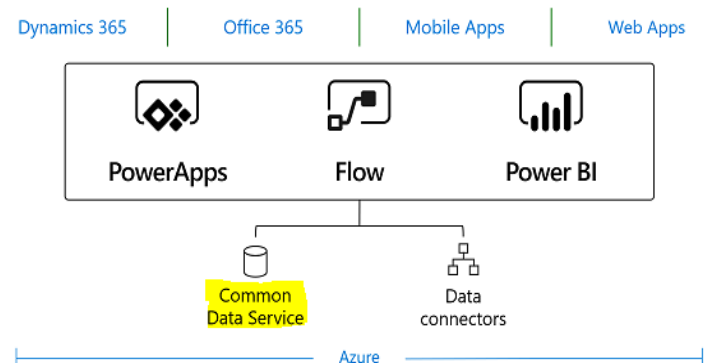 Dynamics 365
Office 365
Mobile Apps
Web Apps
PowerApps
Flow
Power BI
Common
Data Service
Data
connectors
Azure